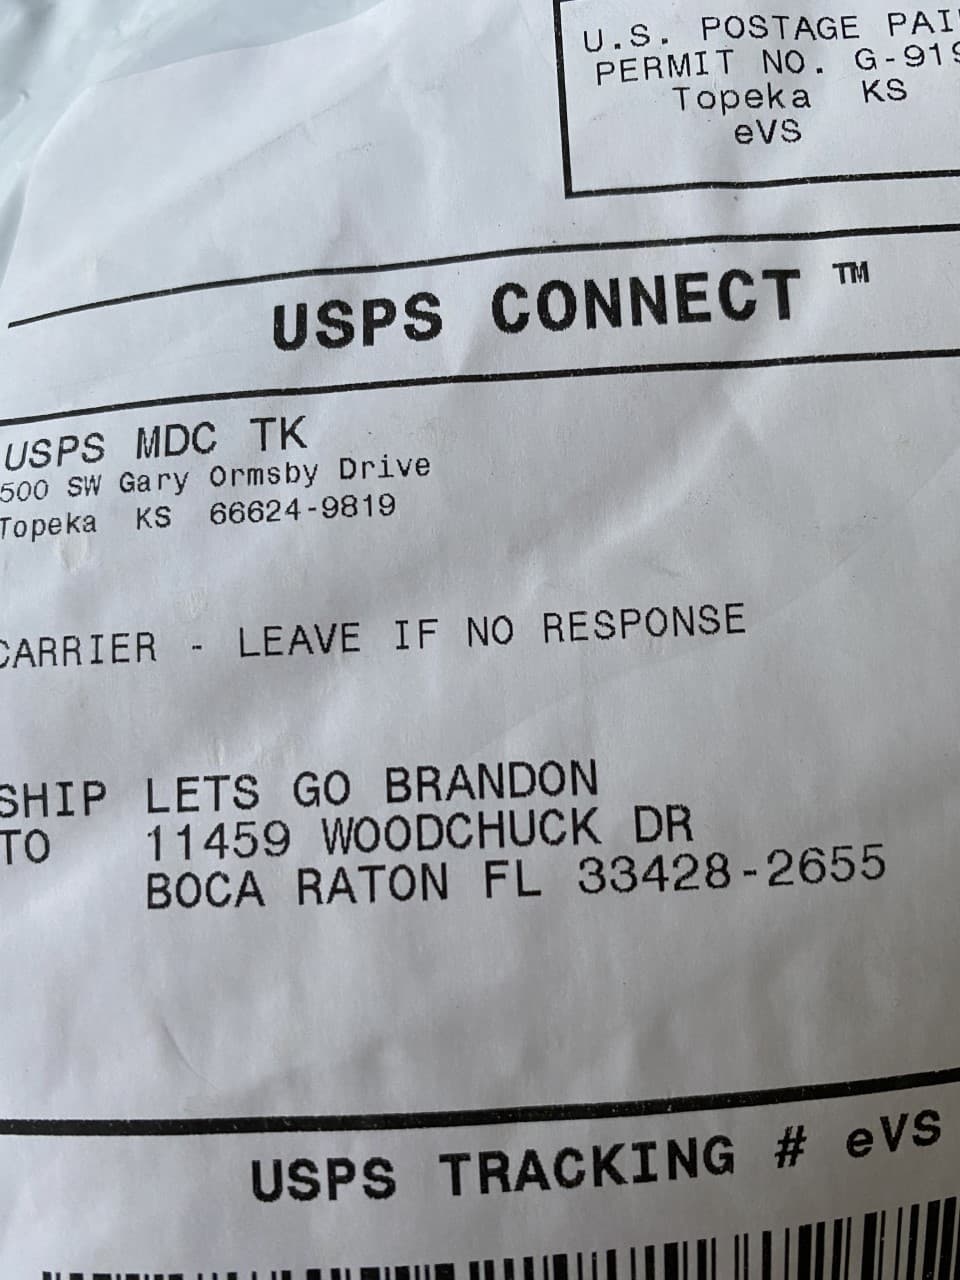 U.S. POSTAGE PAI
PERMIT NO. G-919
Topeka KS
eVS
USPS CONNECT ™
USPS MDC TK
500 SW Gary Ormsby Drive
Topeka KS 66624-9819
CARRIER - LEAVE IF NO RESPONSE
SHIP LETS GO BRANDON
TO 11459 WOODCHUCK DR
BOCA RATON FL 33428-2655
USPS TRACKING # eVS